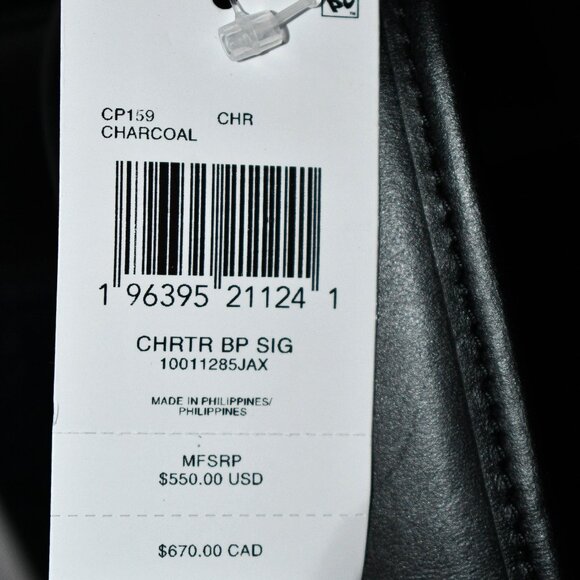 CP159 CHR
CHARCOAL
1 96395 21124 1
CHRTR BP SIG
10011285JAX
MADE IN PHILIPPINES/
PHILIPPINES
MFSRP
$550.00 USD
$670.00 CAD